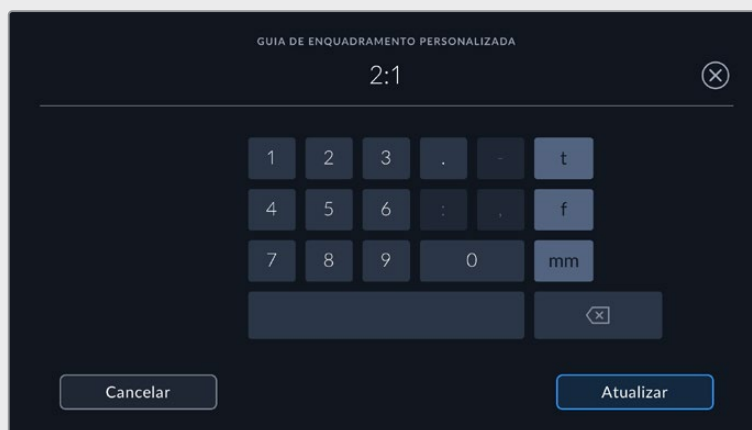 GUIA DE ENQUADRAMENTO PERSONALIZADA
2:1
1 2 3 . - t
4 5 6 : , f
7 8 9 0 mm
Cancelar Atualizar